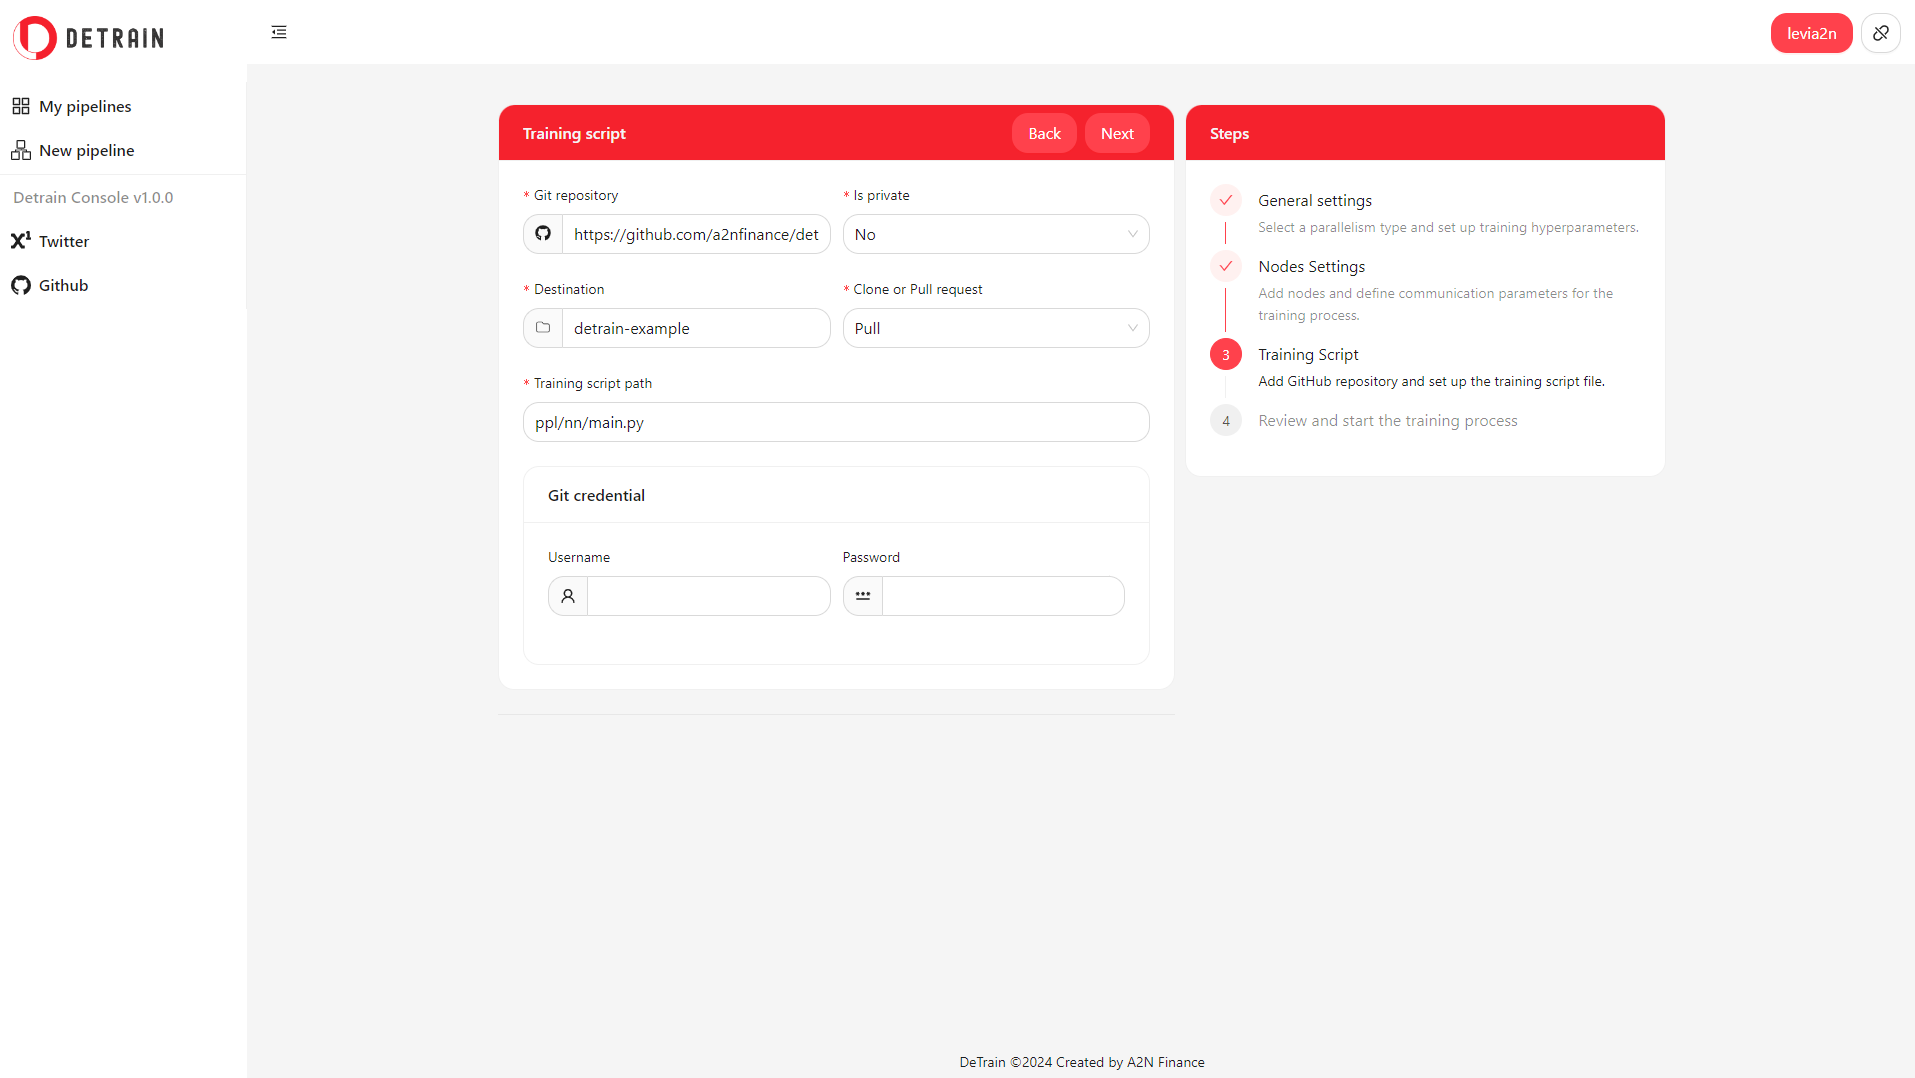 DETRAIN
levia2n
My pipelines
New pipeline
Detrain Console v1.0.0
Twitter
Github
Training script
Back
Next
* Git repository
* Is private
https://github.com/a2nfinance/det
No
* Destination
* Clone or Pull request
detrain-example
Pull
* Training script path
ppl/nn/main.py
Git credential
Username
Password
Steps
General settings
Select a parallelism type and set up training hyperparameters.
Nodes Settings
Add nodes and define communication parameters for the
training process.
3
Training Script
Add GitHub repository and set up the training script file.
4
Review and start the training process
DeTrain ©2024 Created by A2N Finance